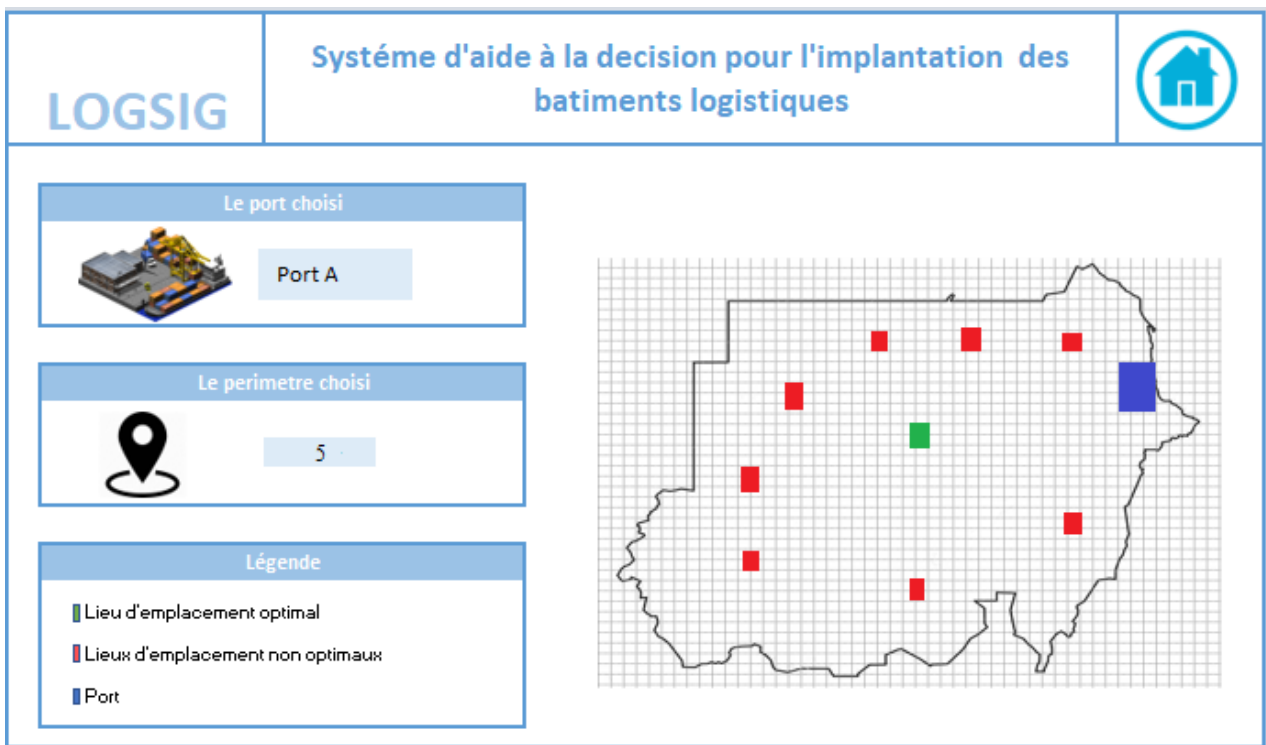 LOGSIG
Systéme d'aide à la decision pour l'implantation des
batiments logistiques
Le port choisi
Port A
Le perimetre choisi
5
Légende
Lieu d'emplacement optimal
Lieux d'emplacement non optimaux
Port